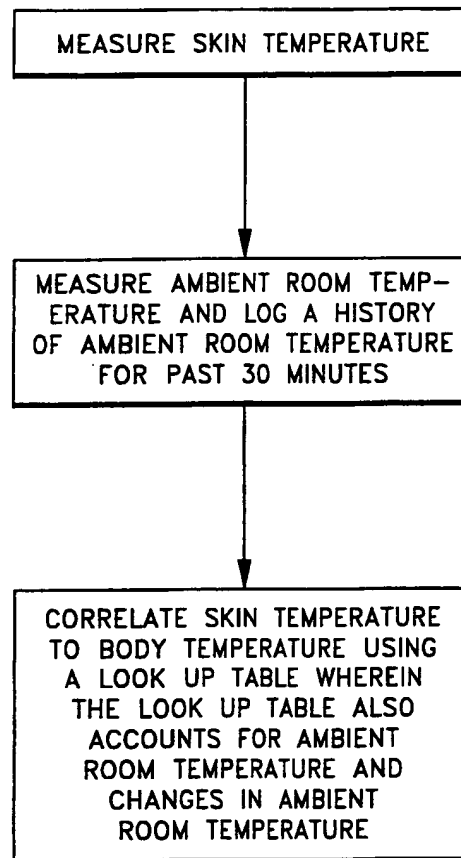 MEASURE SKIN TEMPERATURE
MEASURE AMBIENT ROOM TEMP-
ERATURE AND LOG A HISTORY
OF AMBIENT ROOM TEMPERATURE
FOR PAST 30 MINUTES
CORRELATE SKIN TEMPERATURE
TO BODY TEMPERATURE USING
A LOOK UP TABLE WHEREIN
THE LOOK UP TABLE ALSO
ACCOUNTS FOR AMBIENT
ROOM TEMPERATURE AND
CHANGES IN AMBIENT
ROOM TEMPERATURE